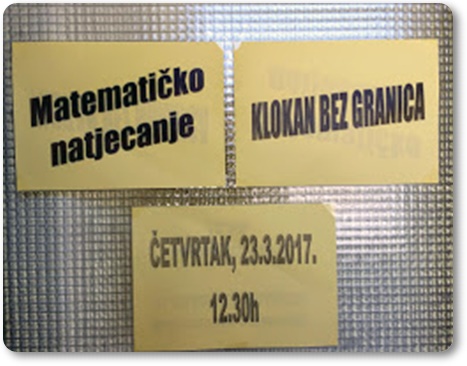 Matematičko
natjecanje
KLOKAN BEZ GRANICA
ČETVRTAK, 23.3.2017.
12.30h